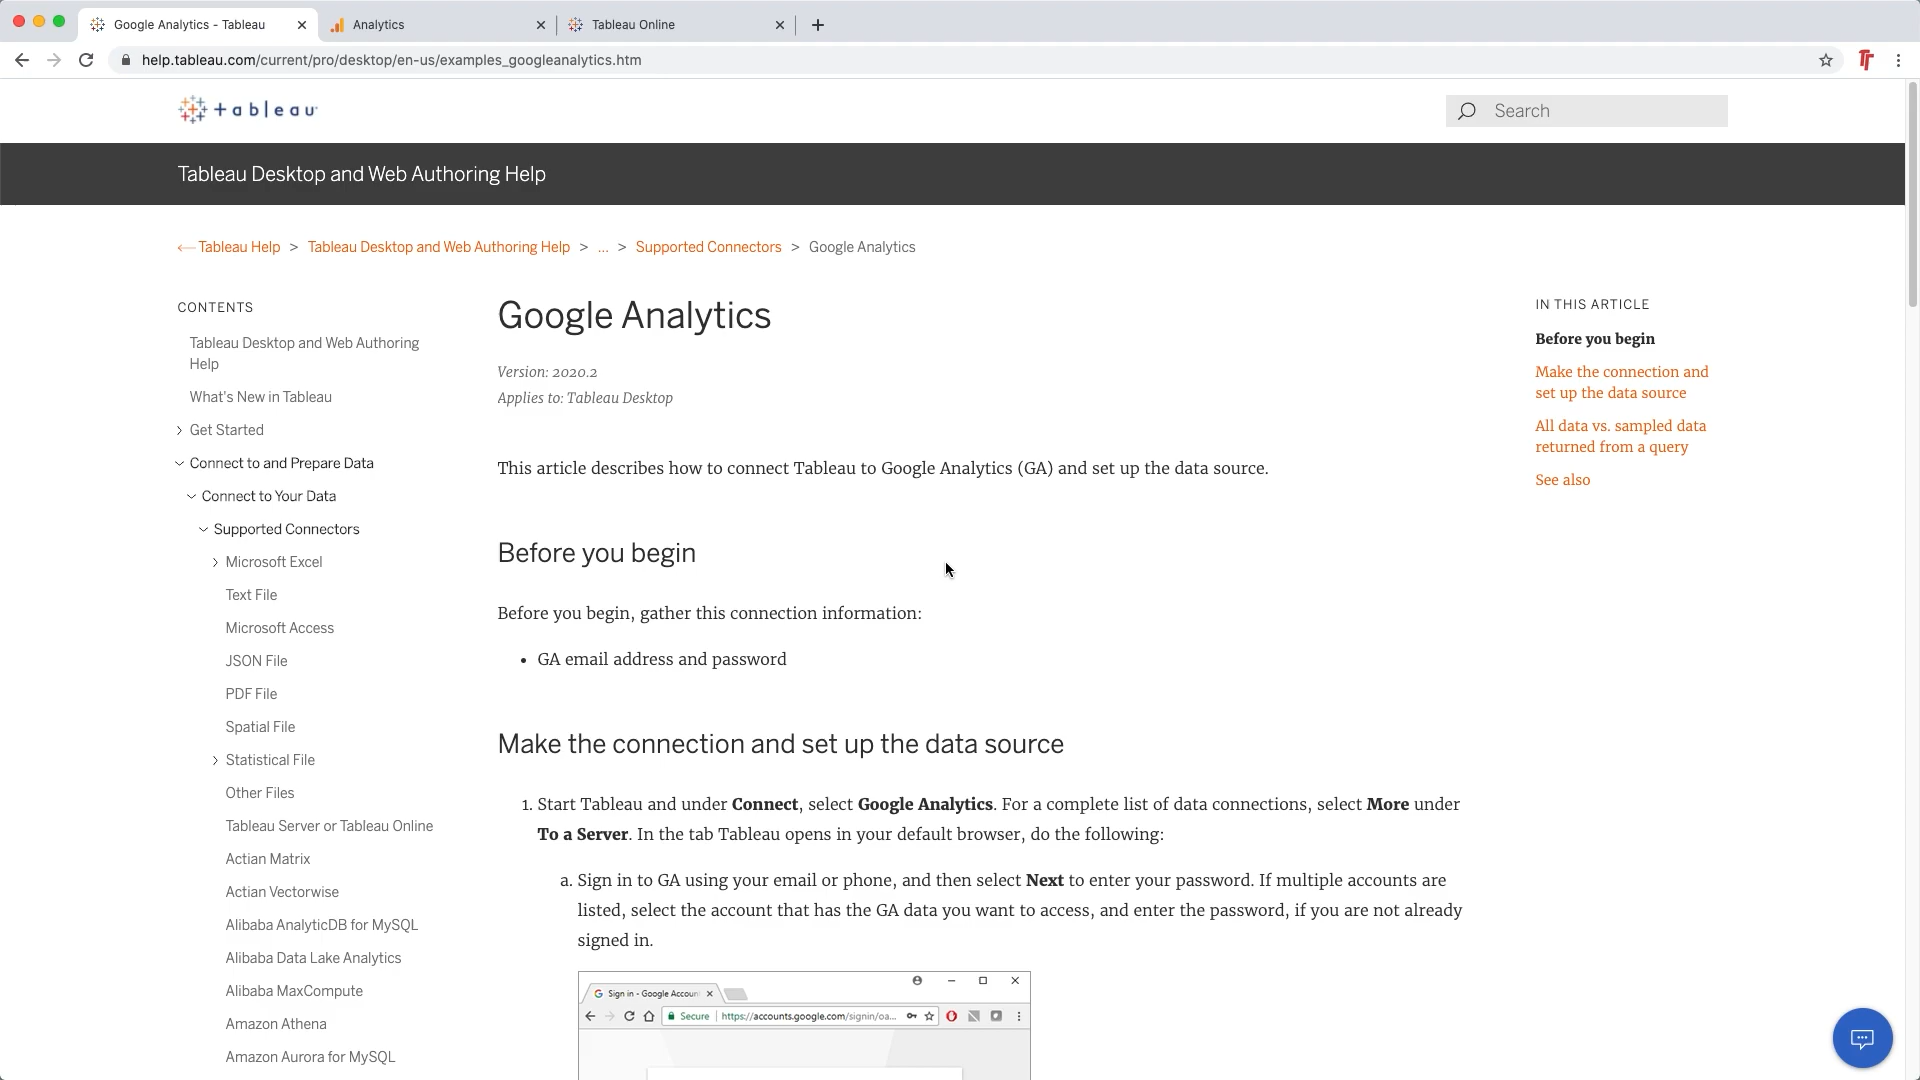 Google Analytics - Tableau
Analytics
Tableau Online
help.tableau.com/current/pro/desktop/en-us/examples_googleanalytics.htm
+ableau
Search
Tableau Desktop and Web Authoring Help
Tableau Help > Tableau Desktop and Web Authoring Help > ... > Supported Connectors > Google Analytics
CONTENTS
Tableau Desktop and Web Authoring
Help
What's New in Tableau
Get Started
Connect to and Prepare Data
Connect to Your Data
Supported Connectors
Microsoft Excel
Text File
Microsoft Access
JSON File
PDF File
Spatial File
Statistical File
Other Files
Tableau Server or Tableau Online
Actian Matrix
Actian Vectorwise
Alibaba AnalyticDB for MySQL
Alibaba Data Lake Analytics
Alibaba MaxCompute
Amazon Athena
Amazon Aurora for MySQL
Google Analytics
Version: 2020.2
Applies to: Tableau Desktop
This article describes how to connect Tableau to Google Analytics (GA) and set up the data source.
Before you begin
Before you begin, gather this connection information:
• GA email address and password
Make the connection and set up the data source
1. Start Tableau and under Connect, select Google Analytics. For a complete list of data connections, select More under
To a Server. In the tab Tableau opens in your default browser, do the following:
a. Sign in to GA using your email or phone, and then select Next to enter your password. If multiple accounts are
listed, select the account that has the GA data you want to access, and enter the password, if you are not already
signed in.
Sign in - Google Accoun
Secure | https://accounts.google.com/signin/oa...
IN THIS ARTICLE
Before you begin
Make the connection and
set up the data source
All data vs. sampled data
returned from a query
See also